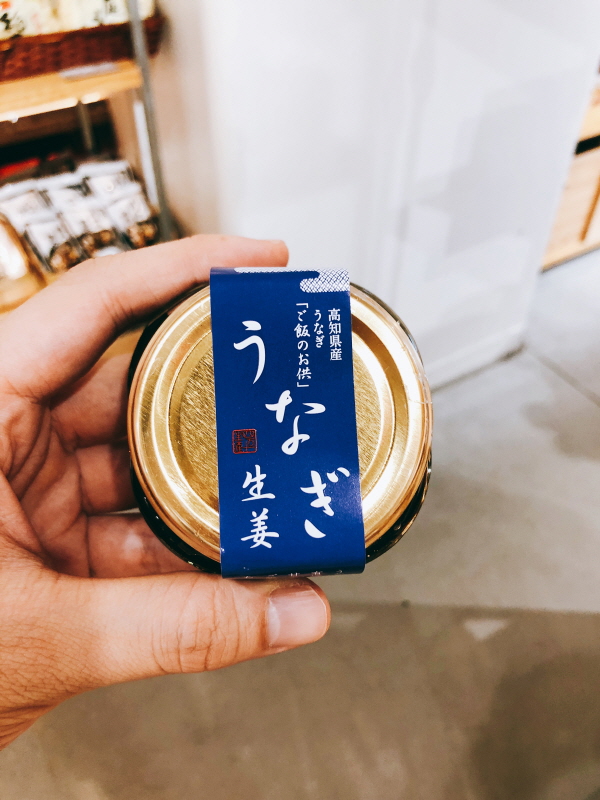 高知県産
うなぎ
「ご飯のお供」
うなぎ
生姜